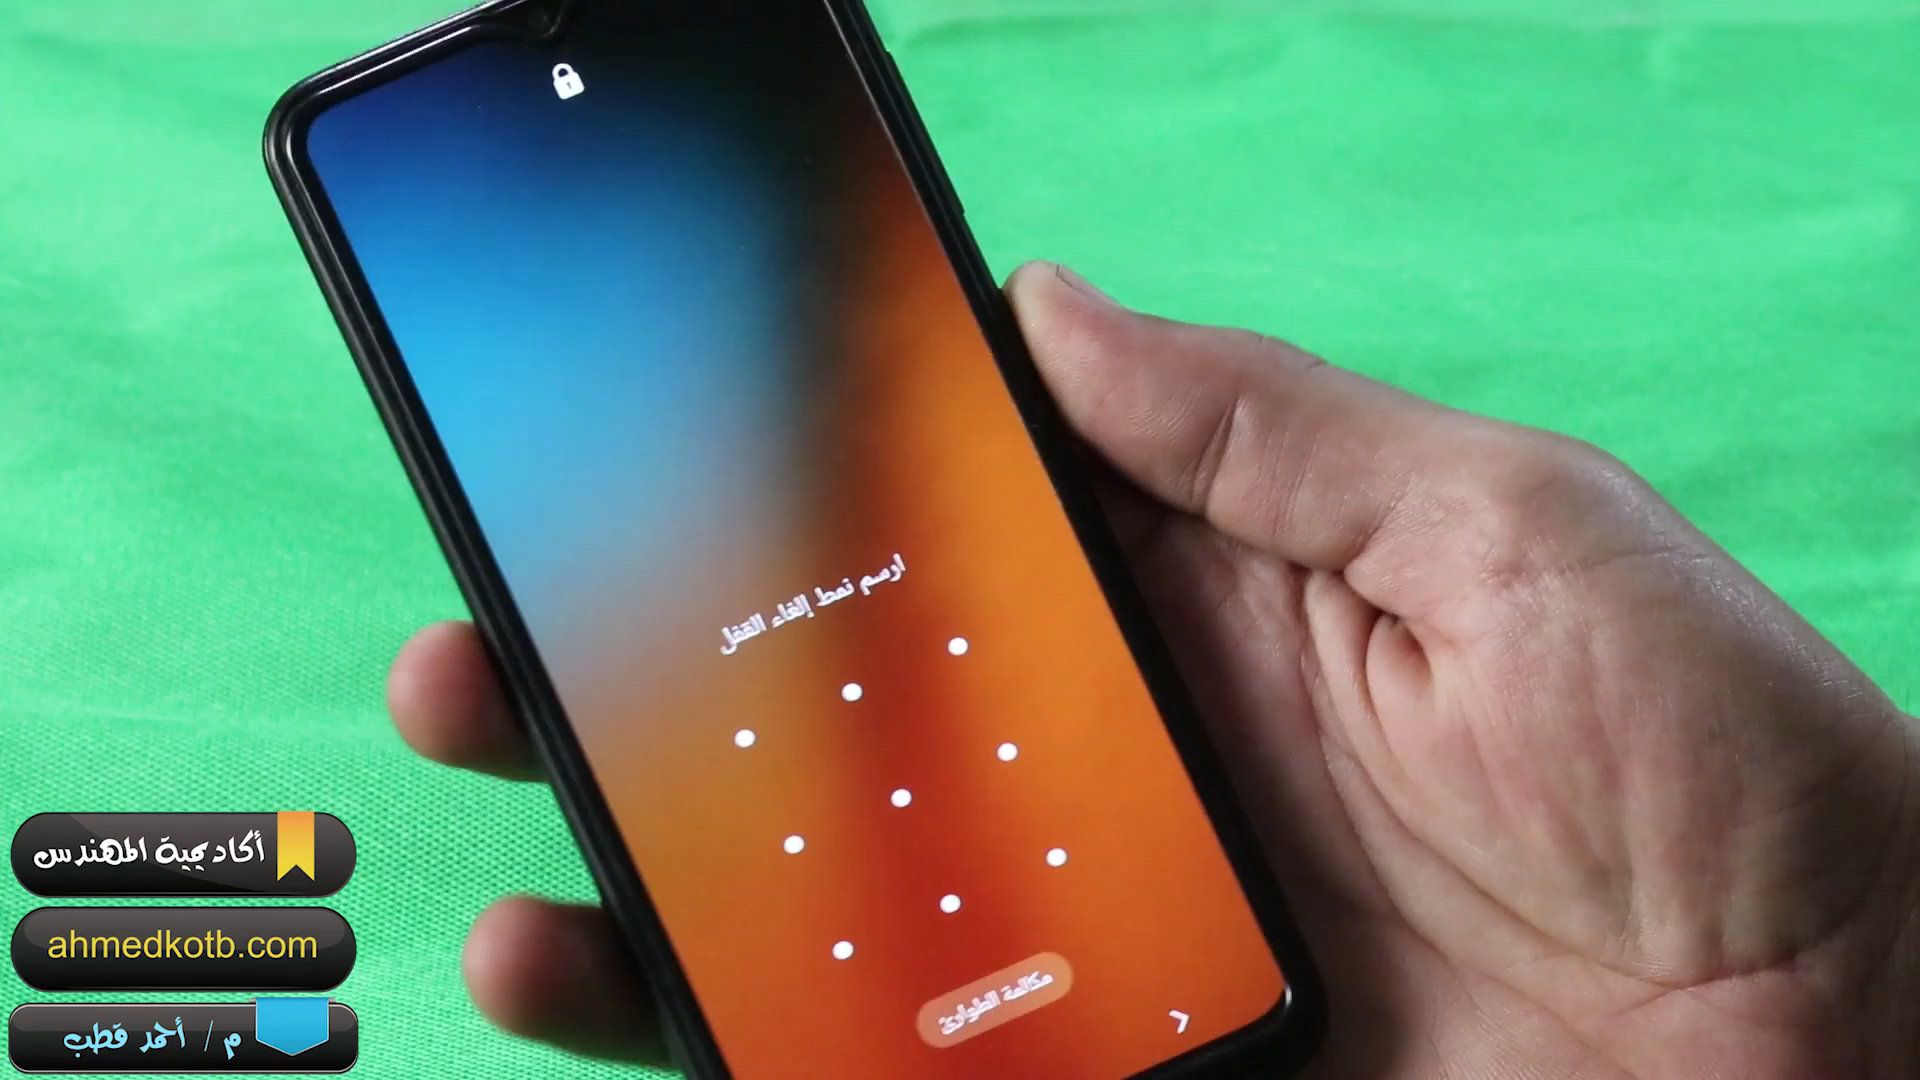 ارسم نمط إلغاء القفل
مكالمة الطوارئ
أكاديمية المهندس
ahmedkotb.com
م / أحمد قطب